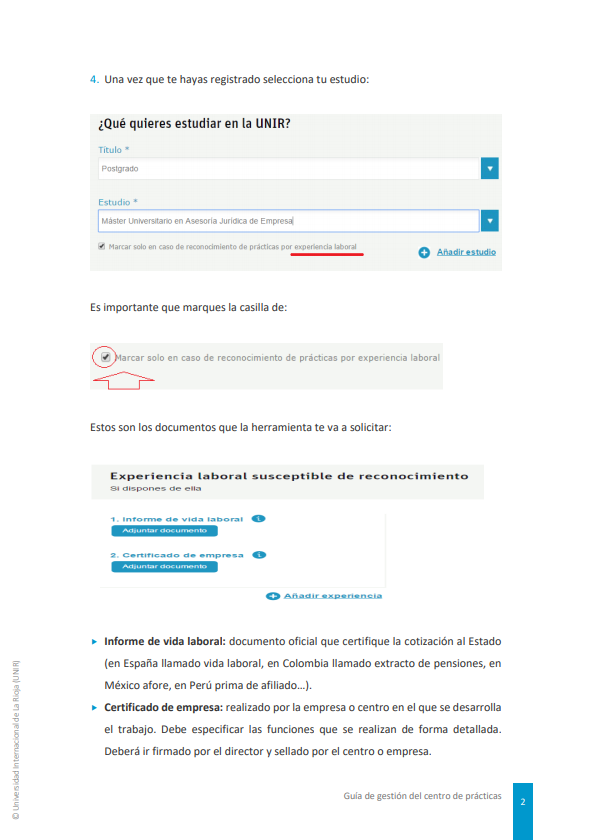 4. Una vez que te hayas registrado selecciona tu estudio:
¿Qué quieres estudiar en la UNIR?
Titulo *
Postgrado
Estudio *
Máster Universitario en Asesoría Jurídica de Empresa
Marcar solo en caso de reconocimiento de prácticas por experiencia laboral
Añadir estudio
Es importante que marques la casilla de:
Marcar solo en caso de reconocimiento de prácticas por experiencia laboral
Estos son los documentos que la herramienta te va a solicitar:
Experiencia laboral susceptible de reconocimiento
Si dispones de ella
1. Informe de vida laboral i
Adjuntar documento
2. Certificado de empresa i
Adjuntar documento
Añadir experiencia
Informe de vida laboral: documento oficial que certifique la cotización al Estado
(en España llamado vida laboral, en Colombia llamado extracto de pensiones, en
México afore, en Perú prima de afiliado…).
Certificado de empresa: realizado por la empresa o centro en el que se desarrolla
el trabajo. Debe especificar las funciones que se realizan de forma detallada.
Deberá ir firmado por el director y sellado por el centro o empresa.
© Universidad Internacional de La Rioja (UNIR)
Guía de gestión del centro de prácticas
2